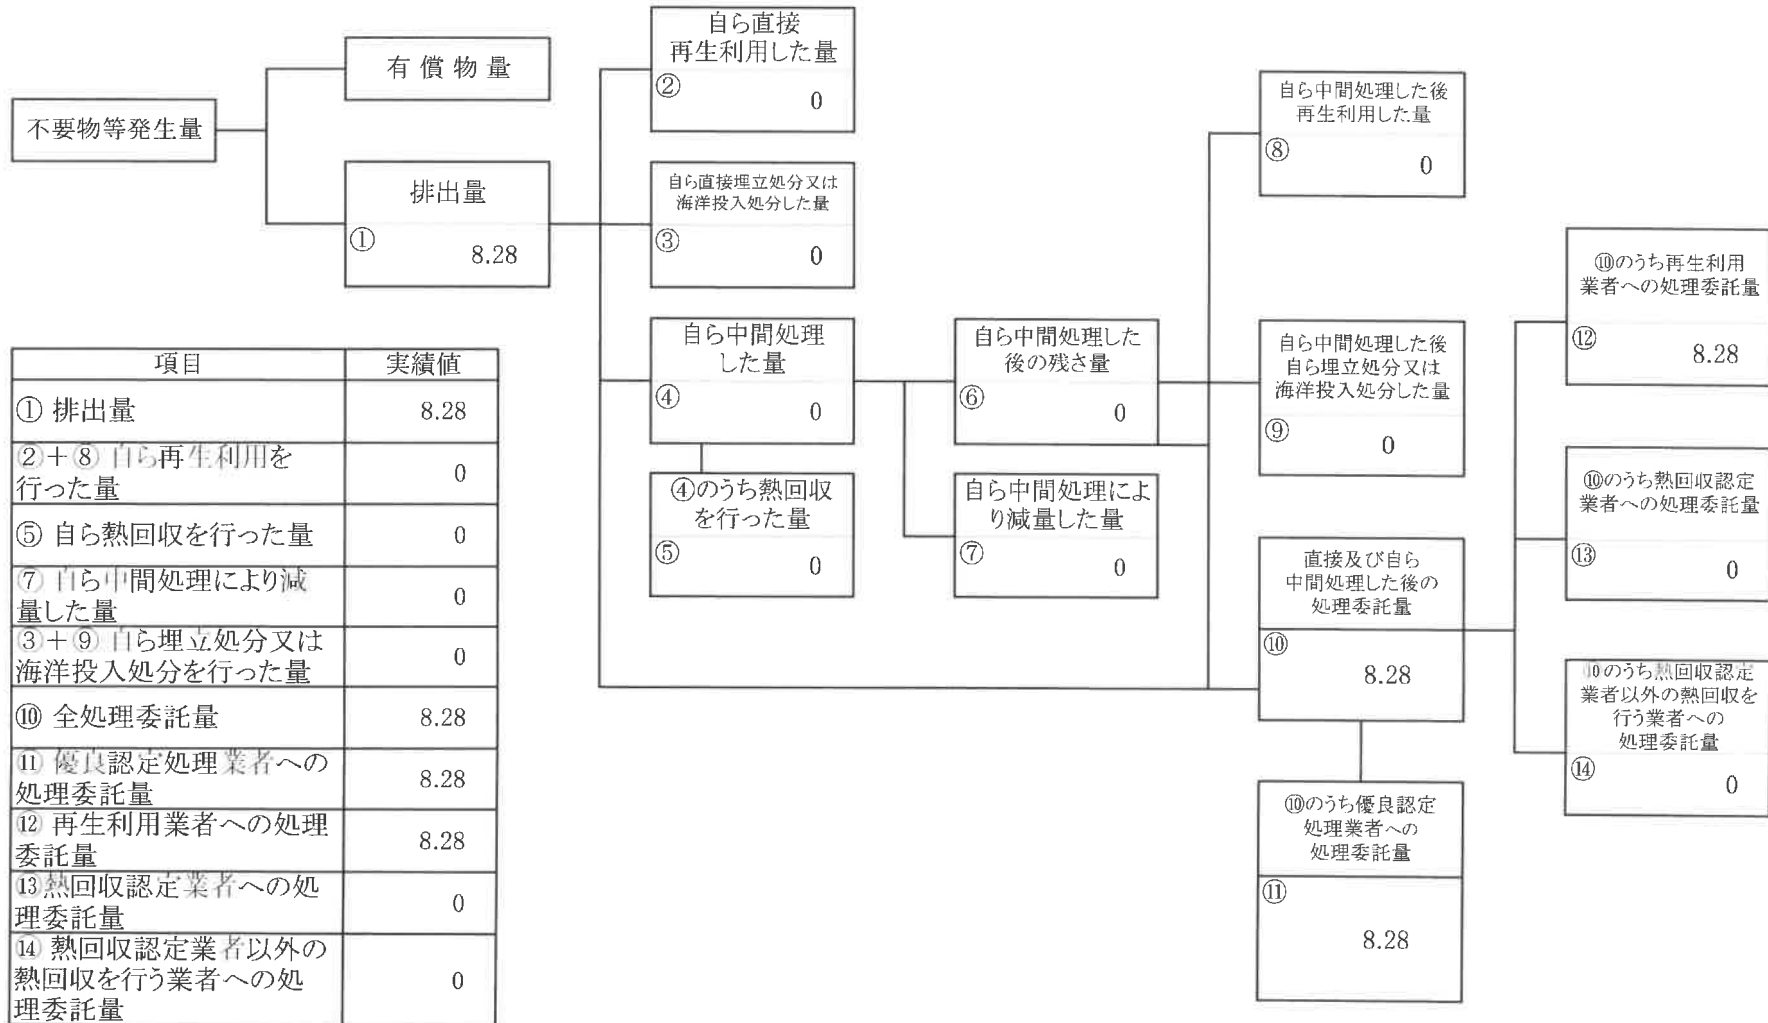 不要物等発生量
有償物量
排出量
①
8.28
自ら直接
再生利用した量
②
0
自ら直接埋立処分又は
海洋投入処分した量
③
0
自ら中間処理
した量
④
0
④のうち熱回収
を行った量
⑤
0
自ら中間処理した
後の残さ量
⑥
0
自ら中間処理によ
り減量した量
⑦
0
自ら中間処理した後
再生利用した量
⑧
0
自ら中間処理した後
自ら埋立処分又は
海洋投入処分した量
⑨
0
直接及び自ら
中間処理した後の
処理委託量
⑩
8.28
⑩のうち優良認定
処理業者への
処理委託量
⑪
8.28
⑩のうち再生利用
業者への処理委託量
⑫
8.28
⑩のうち熱回収認定
業者への処理委託量
⑬
0
⑩のうち熱回収認定
業者以外の熱回収を
行う業者への
処理委託量
⑭
0
項目 実績値
① 排出量 8.28
②+⑧ 自ら再生利用を
行った量 0
⑤ 自ら熱回収を行った量 0
⑦ 自ら中間処理により減
量した量 0
③+⑨ 自ら埋立処分又は
海洋投入処分を行った量 0
⑩ 全処理委託量 8.28
⑪ 優良認定処理業者への
処理委託量 8.28
⑫ 再生利用業者への処理
委託量 8.28
⑬熱回収認定業者への処
理委託量 0
⑭ 熱回収認定業者以外の
熱回収を行う業者への処
理委託量 0